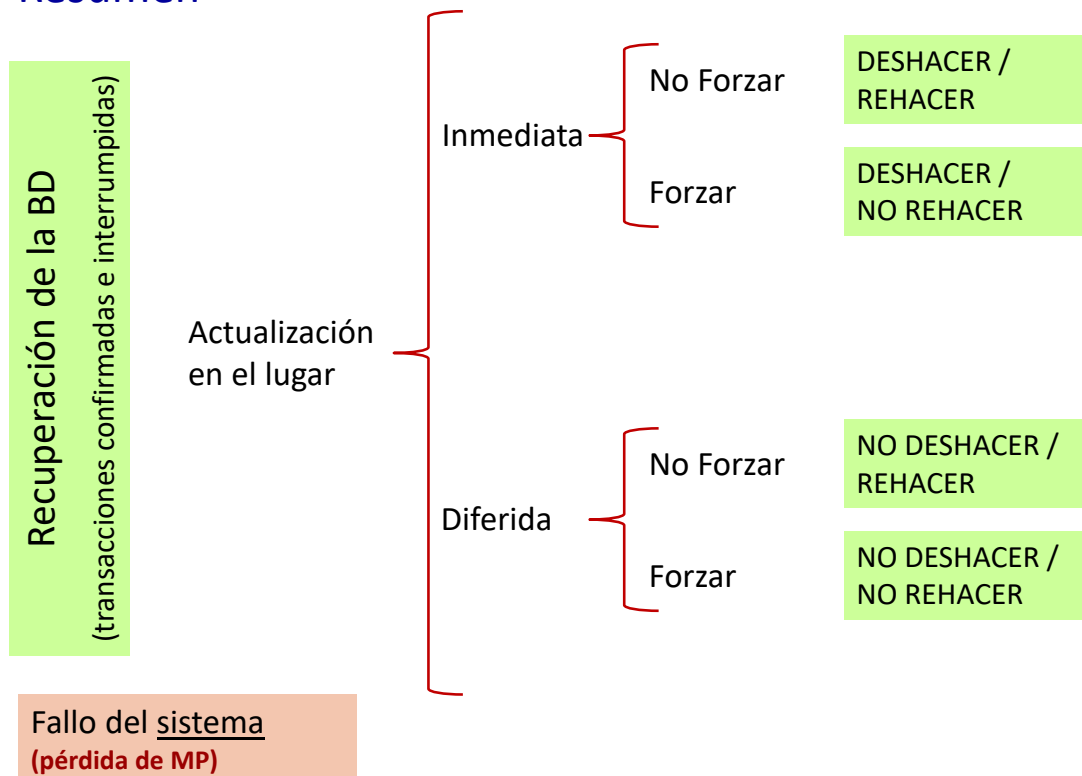 Resumen
Recuperación de la BD
(transacciones confirmadas e interrumpidas)
Actualización
en el lugar
Inmediata
No Forzar
DESHACER /
REHACER
Forzar
DESHACER /
NO REHACER
Diferida
No Forzar
NO DESHACER /
REHACER
Forzar
NO DESHACER /
NO REHACER
Fallo del sistema
(pérdida de MP)